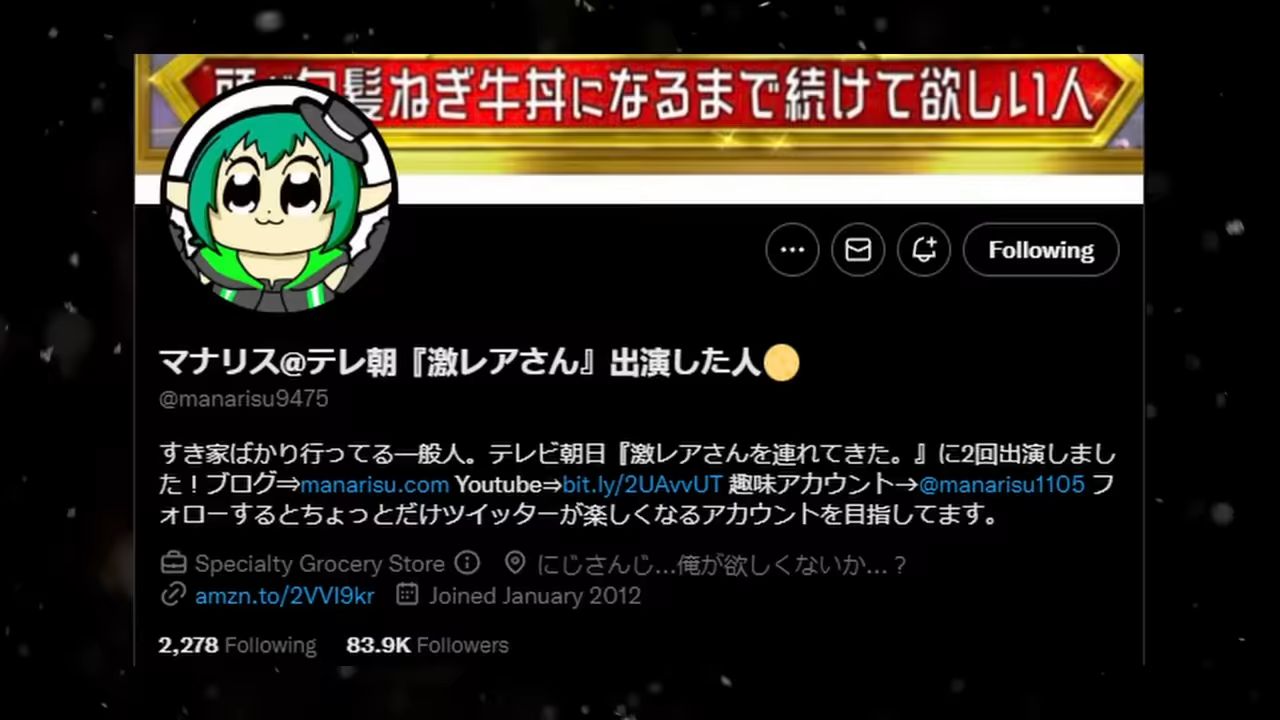 髪ねぎ牛丼になるまで続けて欲しい人
Following
マナリス@テレ朝『激レアさん』出演した人
@manarisu9475
すき家ばかり行ってる一般人。テレビ朝日『激レアさんを連れてきた。』に2回出演しまし
た！ブログ⇒manarisu.com Youtube⇒bit.ly/2UAvvUT 趣味アカウント→@manarisu1105 フ
ォローするとちょっとだけツイッターが楽しくなるアカウントを目指してます。
Specialty Grocery Store にじさんじ…俺が欲しくないか…？
amzn.to/2VVI9kr Joined January 2012
2,278 Following 83.9K Followers